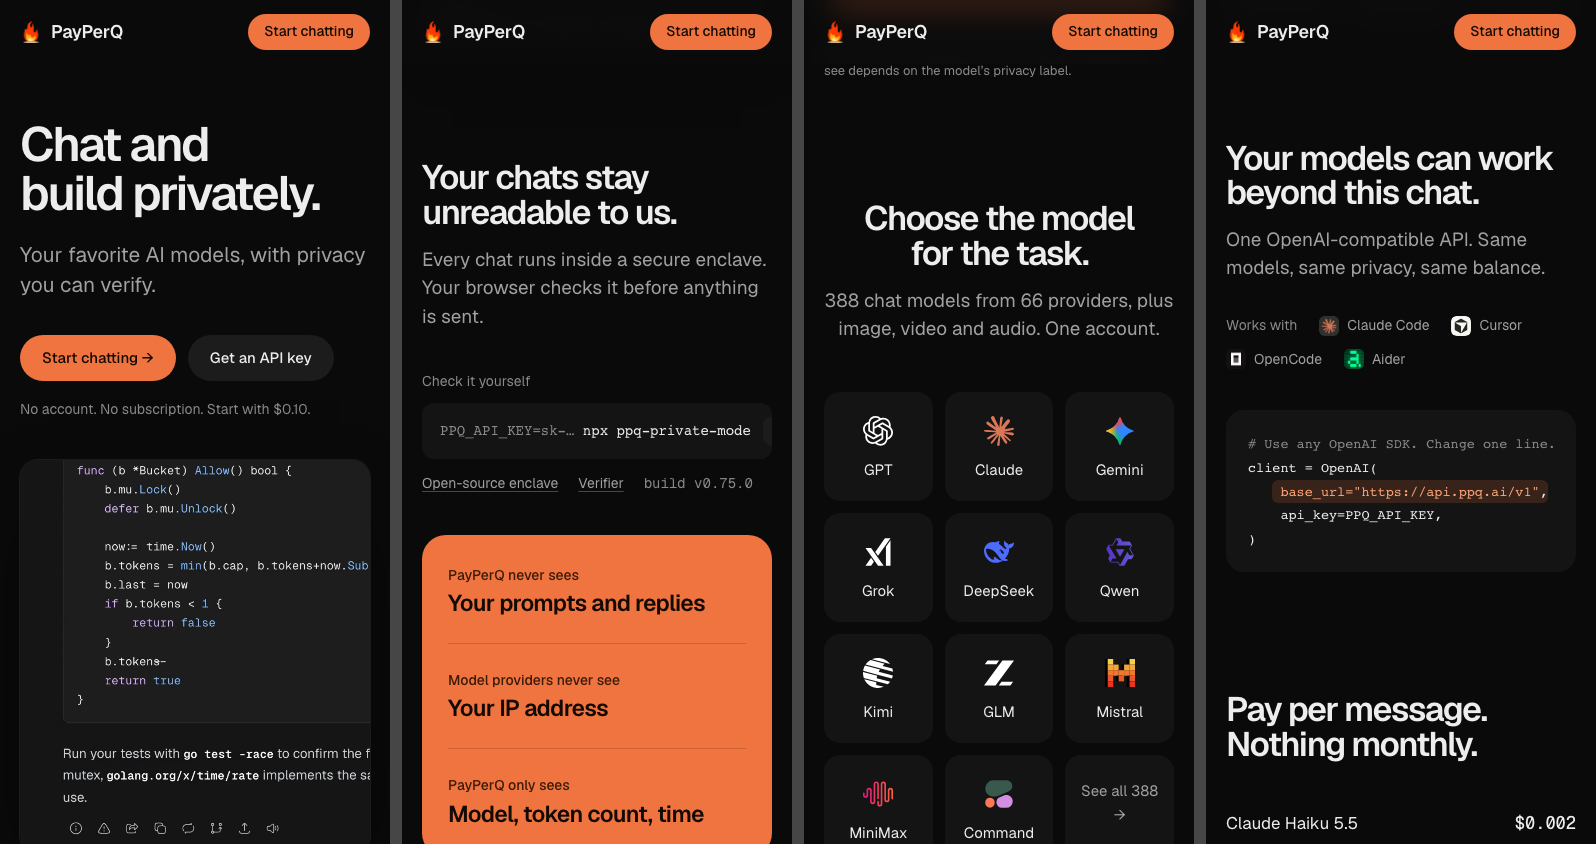 PayPerQ
Start chatting
Chat and
build privately.
Your favorite AI models, with privacy
you can verify.
Start chatting →
Get an API key
No account. No subscription. Start with $0.10.
func (b *Bucket) Allow() bool {
b.mu.Lock()
defer b.mu.Unlock()
now:= time.Now()
b.tokens = min(b.cap, b.tokens+now.Sub
b.last = now
if b.tokens < 1 {
return false
}
b.tokens--
return true
}
Run your tests with go test -race to confirm the f
mutex, golang.org/x/time/rate implements the sa
use.
PayPerQ
Start chatting
Your chats stay
unreadable to us.
Every chat runs inside a secure enclave.
Your browser checks it before anything
is sent.
Check it yourself
PPQ_API_KEY=sk-… npx ppq-private-mode
Open-source enclave
Verifier
build v0.75.0
PayPerQ never sees
Your prompts and replies
Model providers never see
Your IP address
PayPerQ only sees
Model, token count, time
PayPerQ
Start chatting
see depends on the model's privacy label.
Choose the model
for the task.
388 chat models from 66 providers, plus
image, video and audio. One account.
GPT
Claude
Gemini
Grok
DeepSeek
Qwen
Kimi
GLM
Mistral
MiniMax
Command
See all 388
→
PayPerQ
Start chatting
Your models can work
beyond this chat.
One OpenAI-compatible API. Same
models, same privacy, same balance.
Works with
Claude Code
Cursor
OpenCode
Aider
# Use any OpenAI SDK. Change one line.
client = OpenAI(
base_url="https://api.ppq.ai/v1",
api_key=PPQ_API_KEY,
)
Pay per message.
Nothing monthly.
Claude Haiku 5.5
$0.002